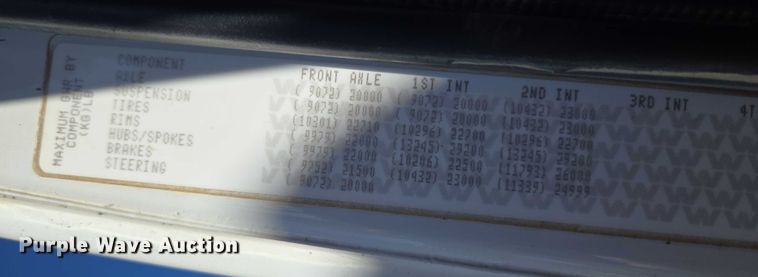 MAXIMUM GAWR BY
COMPONENT
(KG)LB
COMPONENT FRONT AXLE 1ST INT 2ND INT 3RD INT 4T
AXLE ( 9072) 20000 ( 9072) 20000 (10432) 23000
SUSPENSION ( 9072) 20000 ( 9072) 20000 (10432) 23000
TIRES (10301) 22710 (10296) 22700 (10296) 22700
RIMS ( 9979) 22000 (13245) 29200 (13245) 29200
HUBS/SPOKES ( 9979) 22000 (10206) 22500 (11793) 26000
BRAKES ( 9752) 21500 (10432) 23000 (11339) 24999
STEERING ( 9072) 20000
Purple Wave Auction